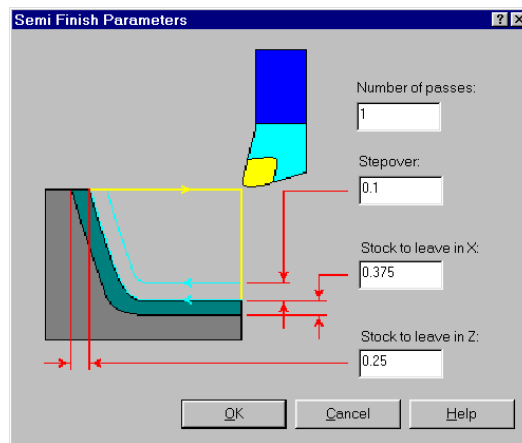 Semi Finish Parameters
Number of passes:
1
Stepover:
0.1
Stock to leave in X:
0.375
Stock to leave in Z:
0.25
OK Cancel Help